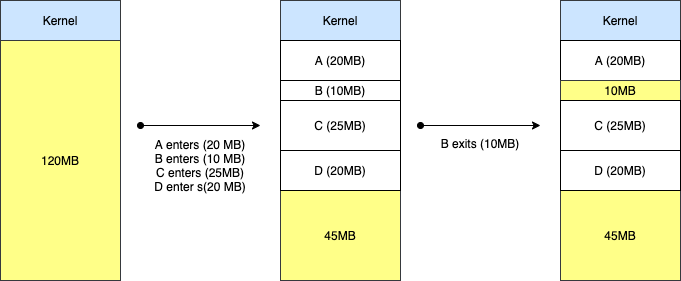 Kernel
120MB
A enters (20 MB)
B enters (10 MB)
C enters (25MB)
D enter s(20 MB)
Kernel
A (20MB)
B (10MB)
C (25MB)
D (20MB)
45MB
B exits (10MB)
Kernel
A (20MB)
10MB
C (25MB)
D (20MB)
45MB